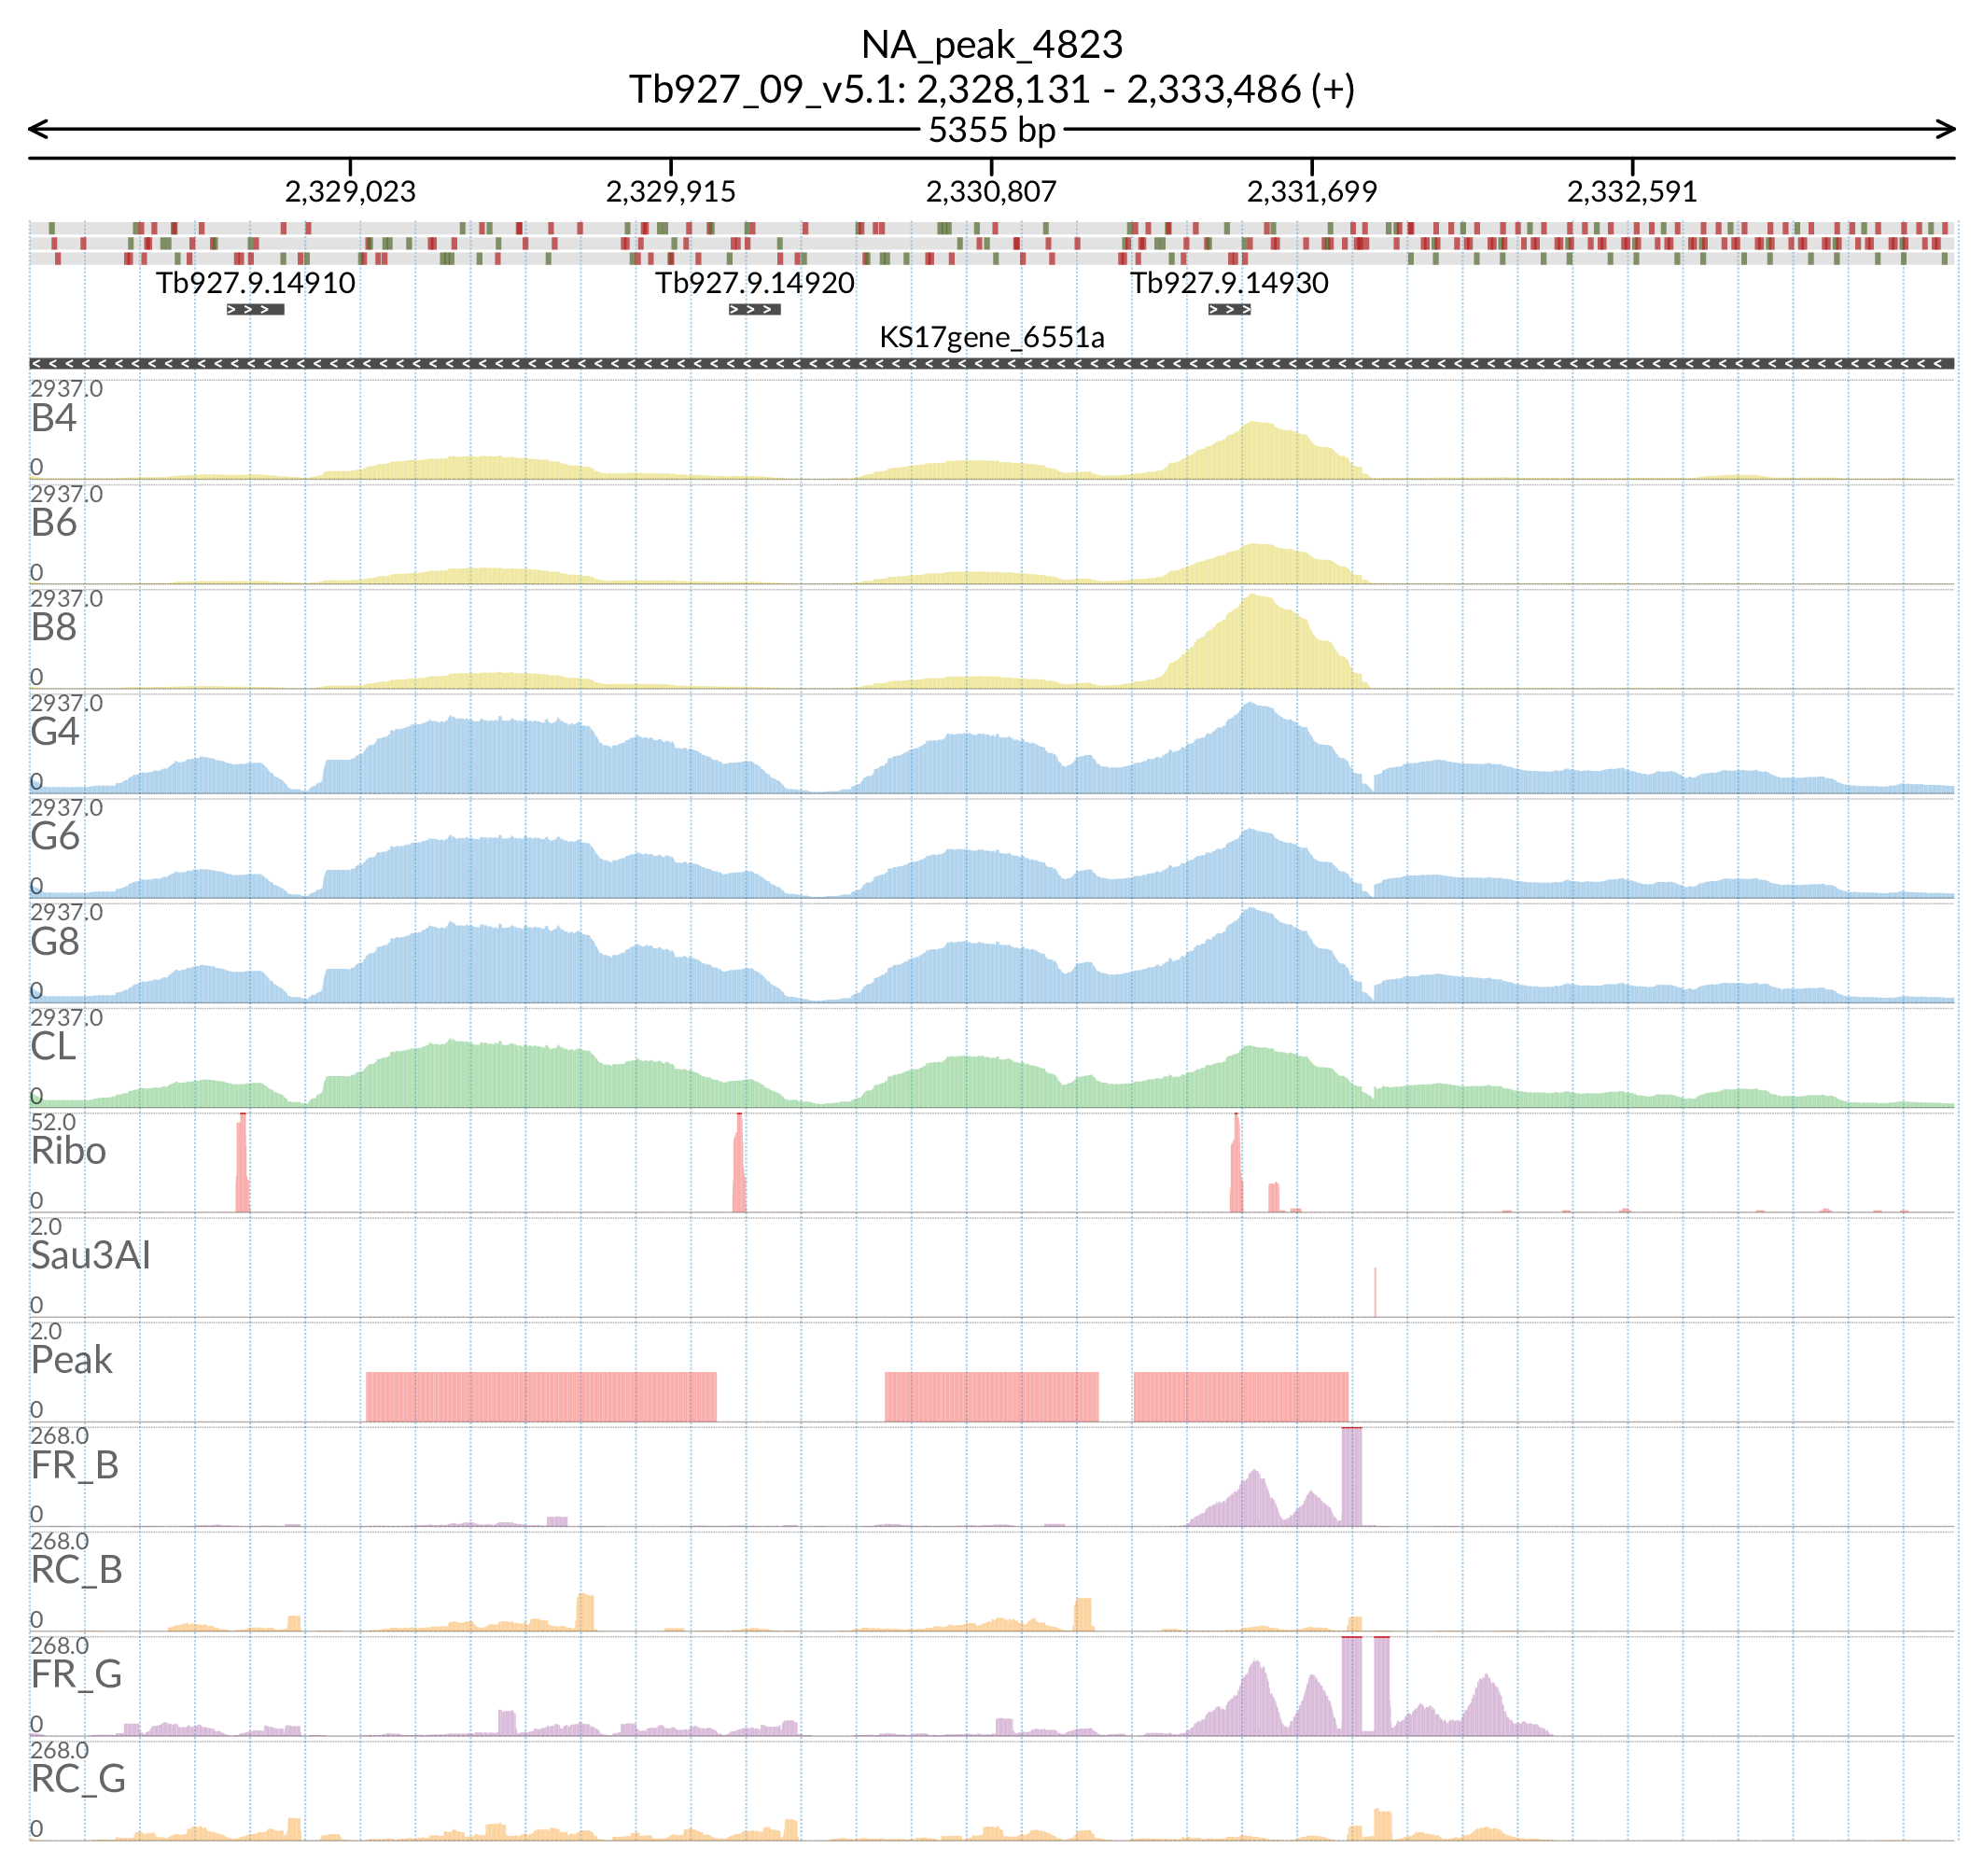 NA_peak_4823
Tb927_09_v5.1: 2,328,131 - 2,333,486 (+)
5355 bp
2,329,023 2,329,915 2,330,807 2,331,699 2,332,591
Tb927.9.14910 Tb927.9.14920 Tb927.9.14930
KS17gene_6551a
2937.0
B4
0
2937.0
B6
0
2937.0
B8
0
2937.0
G4
0
2937.0
G6
0
2937.0
G8
0
2937.0
CL
0
52.0
Ribo
0
2.0
Sau3AI
0
2.0
Peak
0
268.0
FR_B
0
268.0
RC_B
0
268.0
FR_G
0
268.0
RC_G
0